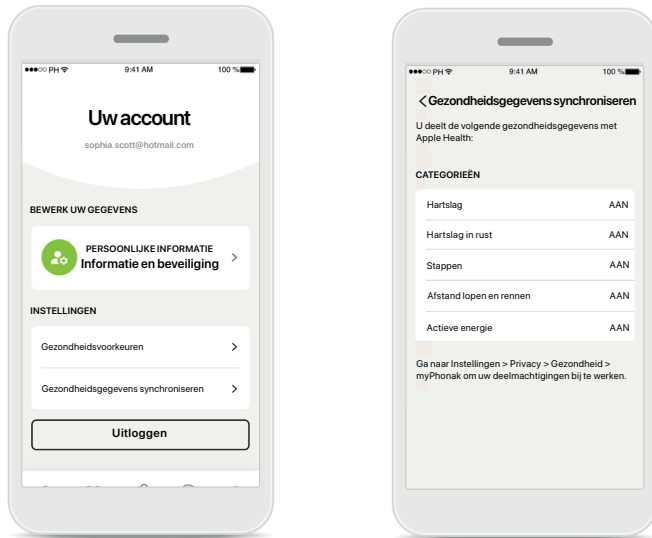 PH
9:41 AM
100 %
Uw account
sophia.scott@hotmail.com
BEWERK UW GEGEVENS
PERSOONLIJKE INFORMATIE
Informatie en beveiliging
INSTELLINGEN
Gezondheidsvoorkeuren
Gezondheidsgegevens synchroniseren
Uitloggen
PH
9:41 AM
100 %
Gezondheidsgegevens synchroniseren
U deelt de volgende gezondheidsgegevens met
Apple Health:
CATEGORIEËN
Hartslag AAN
Hartslag in rust AAN
Stappen AAN
Afstand lopen en rennen AAN
Actieve energie AAN
Ga naar Instellingen > Privacy > Gezondheid >
myPhonak om uw deelmachtigingen bij te werken.